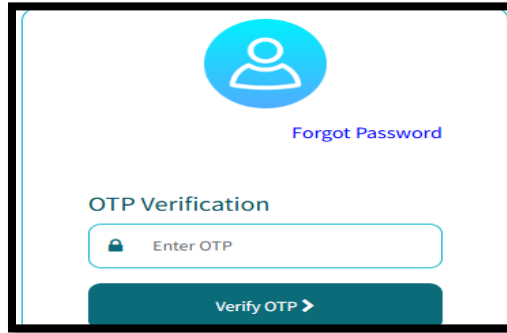 Forgot Password
OTP Verification
Enter OTP
Verify OTP